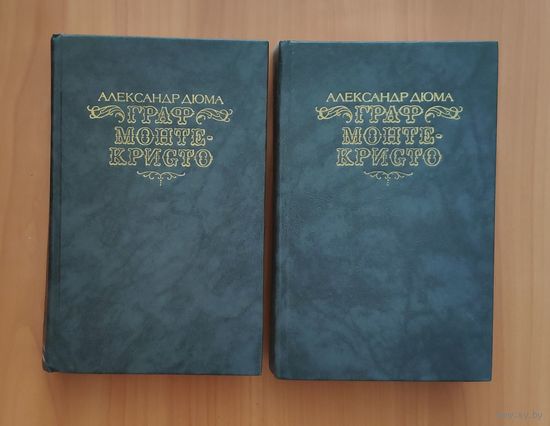 АЛЕКСАНДР ДЮМА
ГРАФ
МОНТЕ-
КРИСТО
АЛЕКСАНДР ДЮМА
ГРАФ
МОНТЕ-
КРИСТО